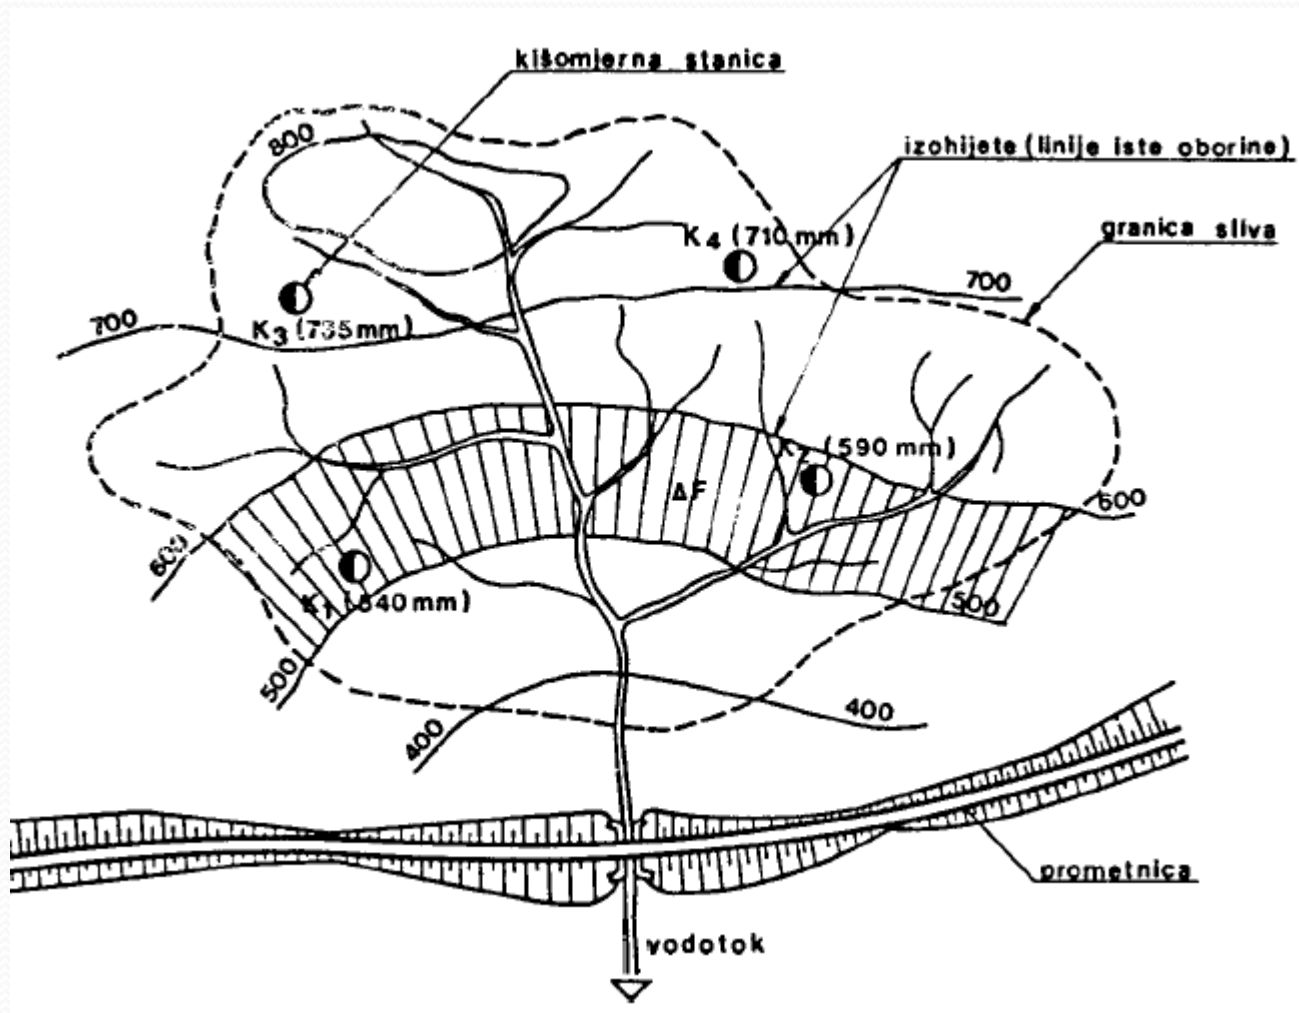 kišomjerna stanica
800
izohijete (linije iste oborine)
granica sliva
K4 (710 mm)
700
700
K3 (735 mm)
K2 (590 mm)
ΔF
600
600
K1 (540 mm)
500
500
400
400
prometnica
vodotok